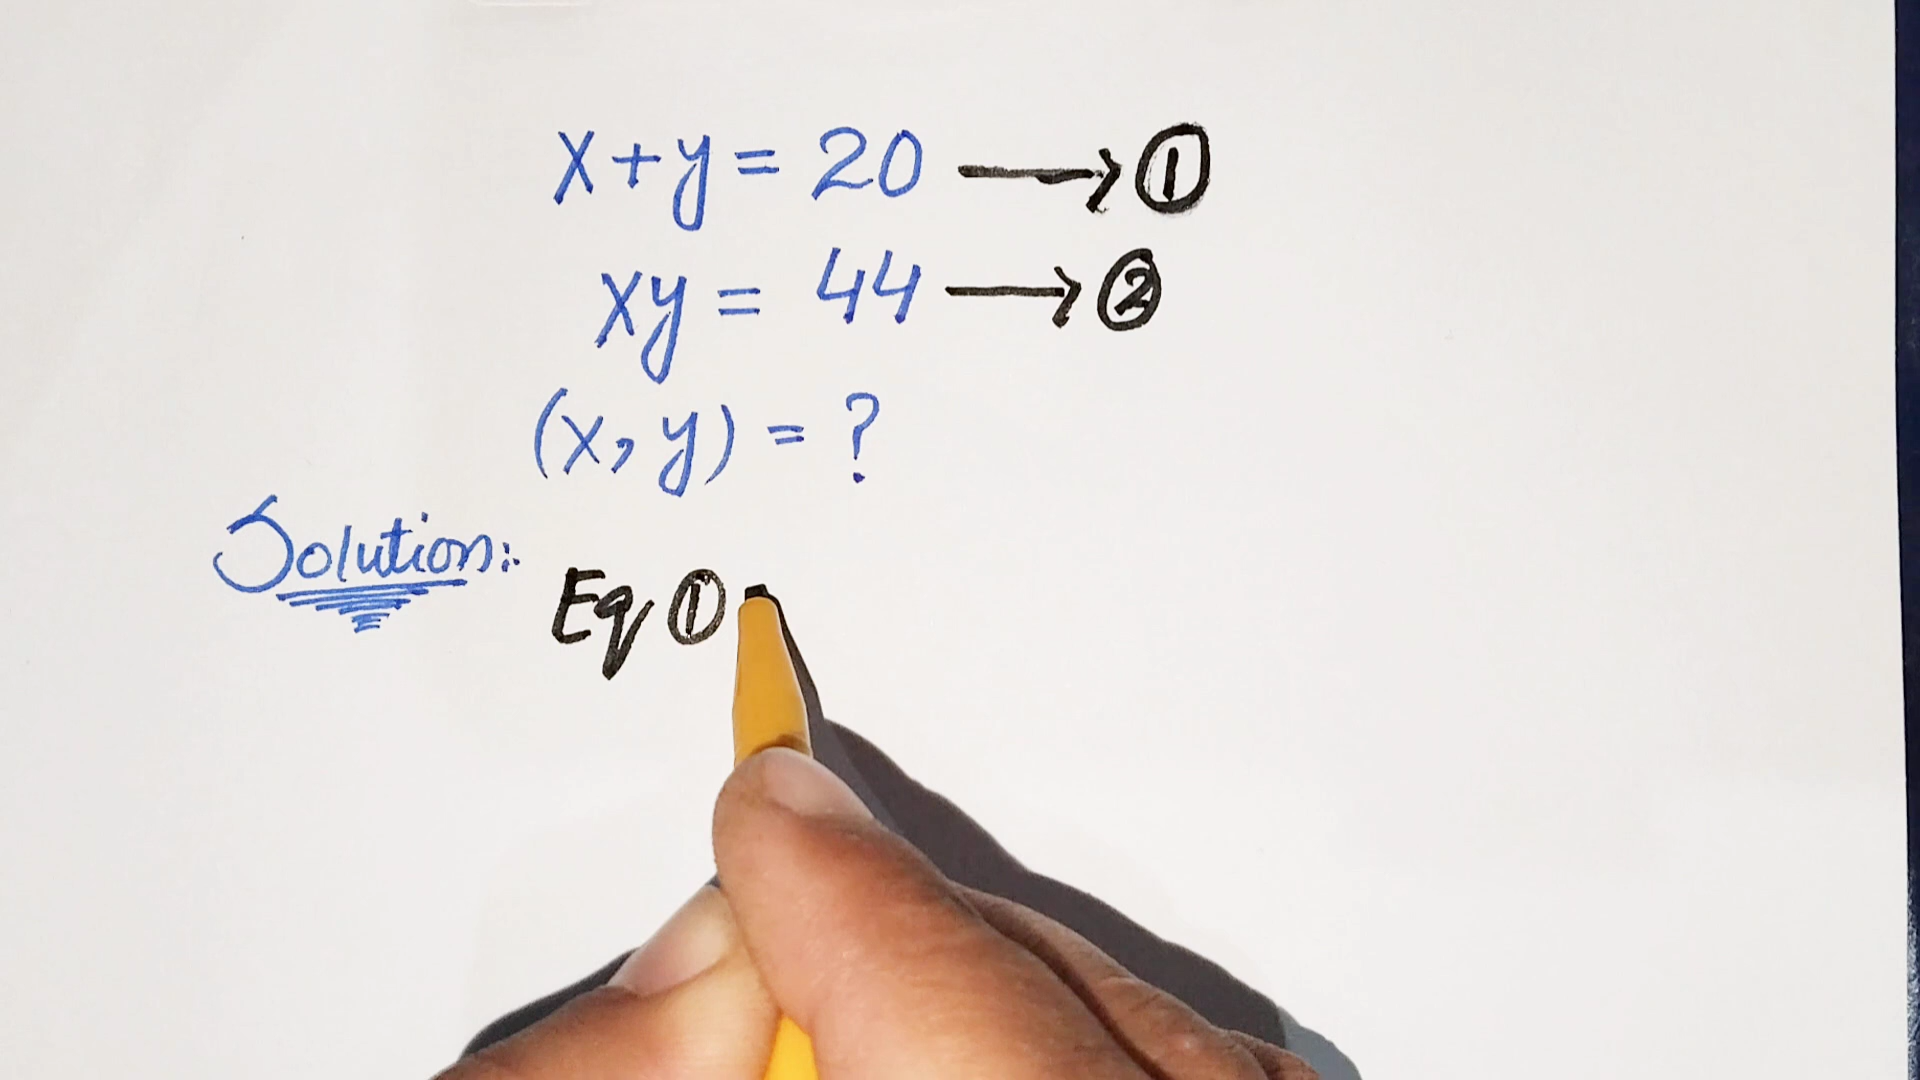 x+y = 20 ⟶ ①
xy = 44 ⟶ ②
(x, y) = ?
Solution:
Eq ①